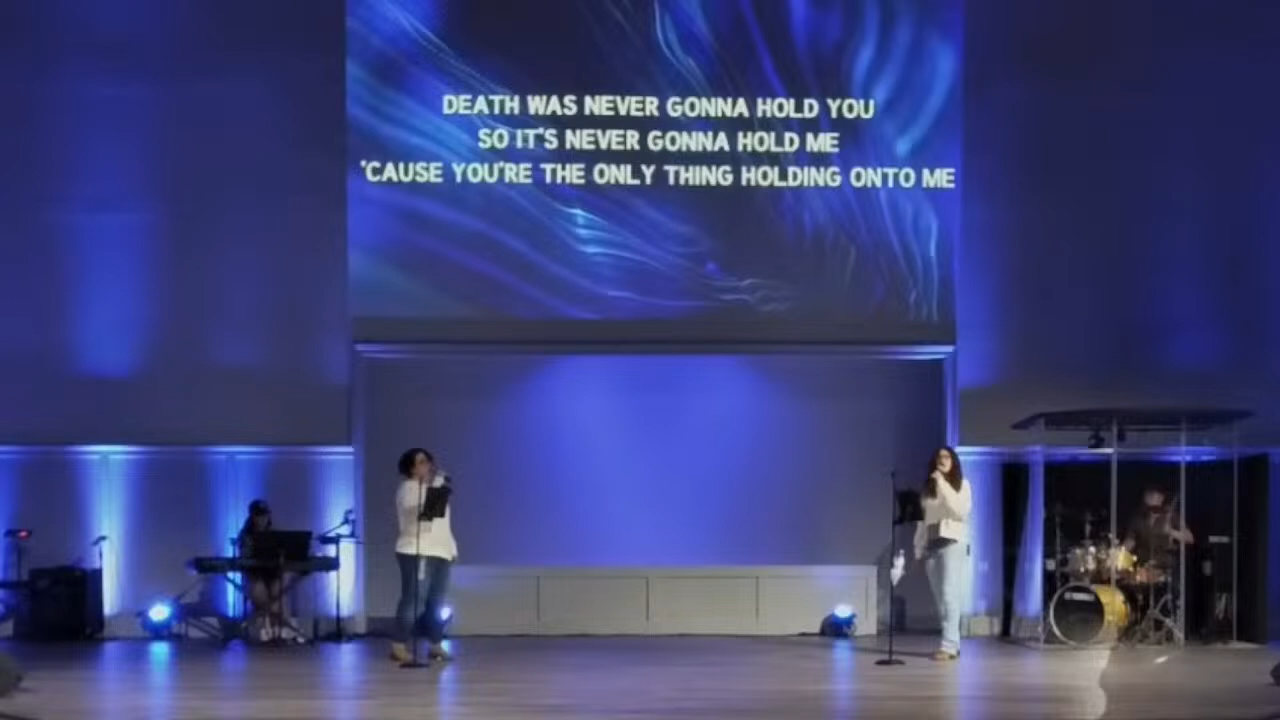 DEATH WAS NEVER GONNA HOLD YOU
SO IT'S NEVER GONNA HOLD ME
'CAUSE YOU'RE THE ONLY THING HOLDING ONTO ME